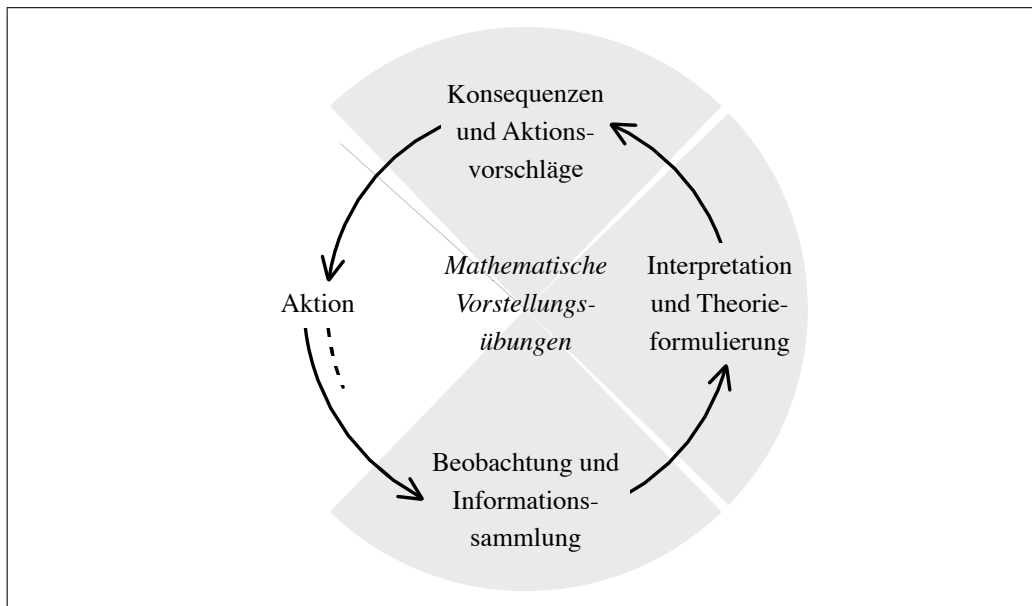 Konsequenzen
und Aktions-
vorschläge
Mathematische
Vorstellungs-
übungen
Interpretation
und Theorie-
formulierung
Aktion
Beobachtung und
Informations-
sammlung